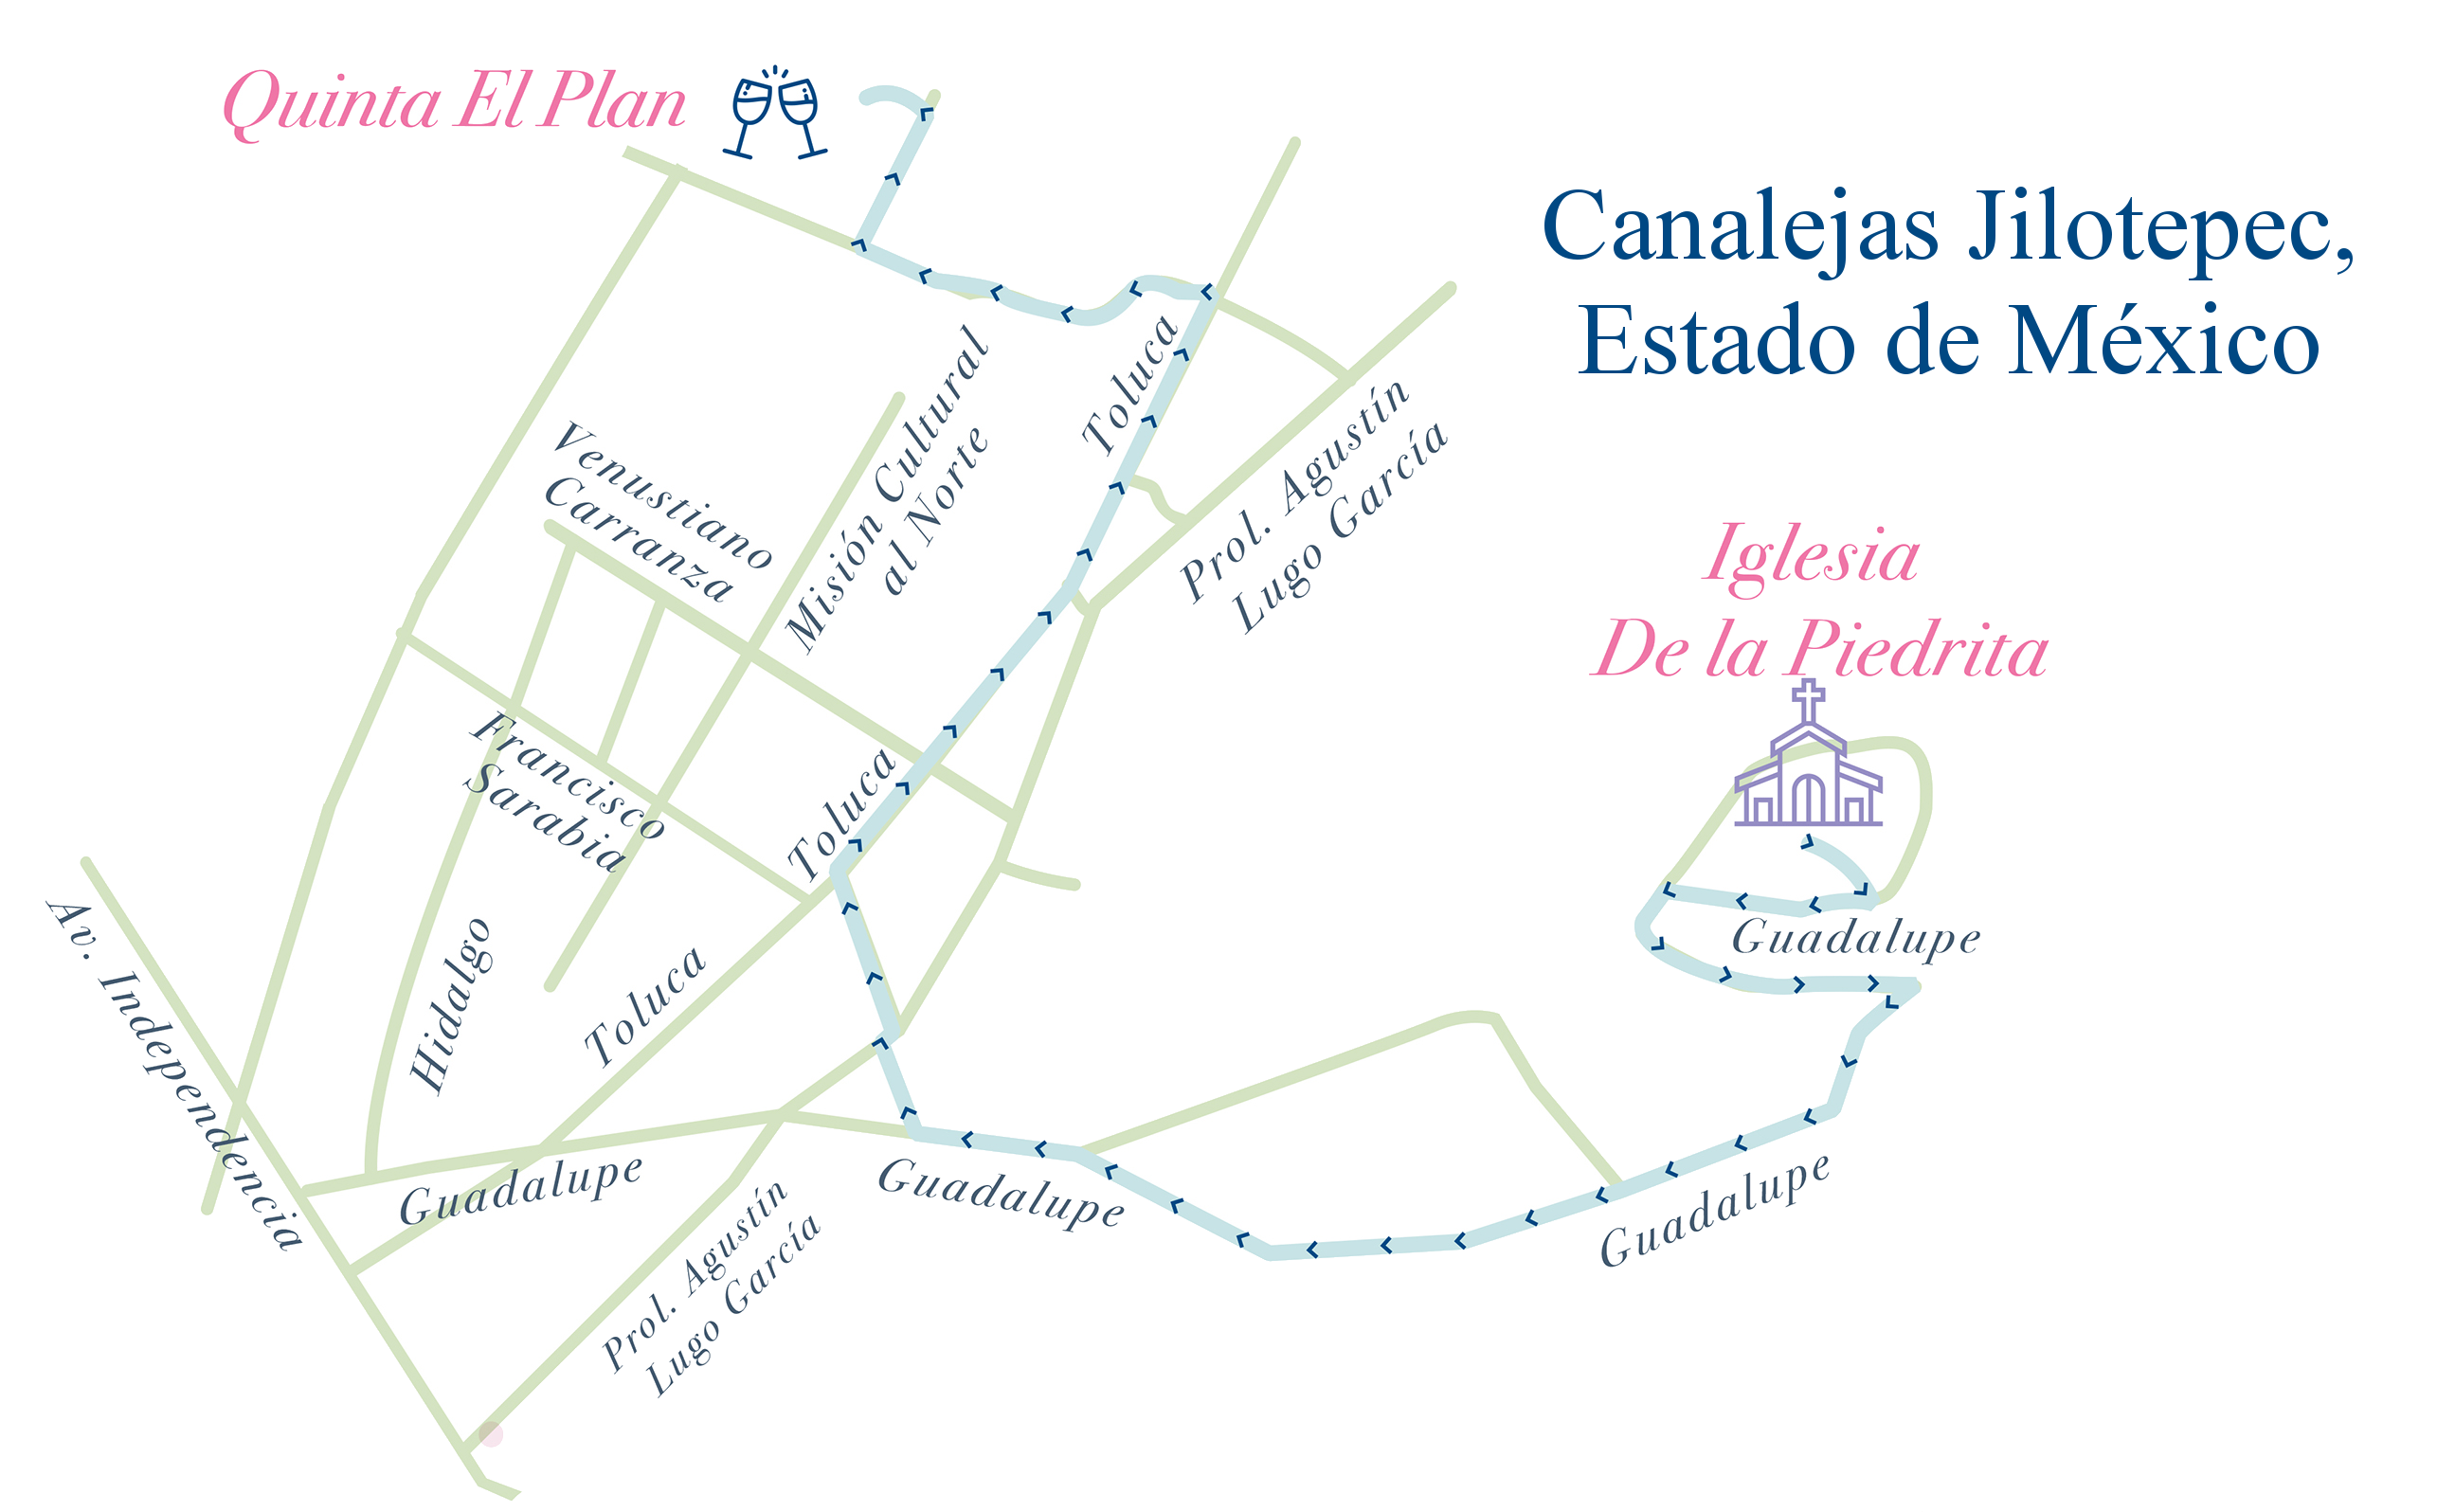 Quinta El Plan
Canalejas Jilotepec,
Estado de México
Iglesia
De la Piedrita
Venustiano
Carranza
Misión Cultural
al Norte
Toluca
Prol. Agustín
Lugo García
Francisco
Sarabia
Toluca
Av. Independencia
Hidalgo
Toluca
Guadalupe
Guadalupe
Guadalupe
Guadalupe
Prol. Agustín
Lugo García